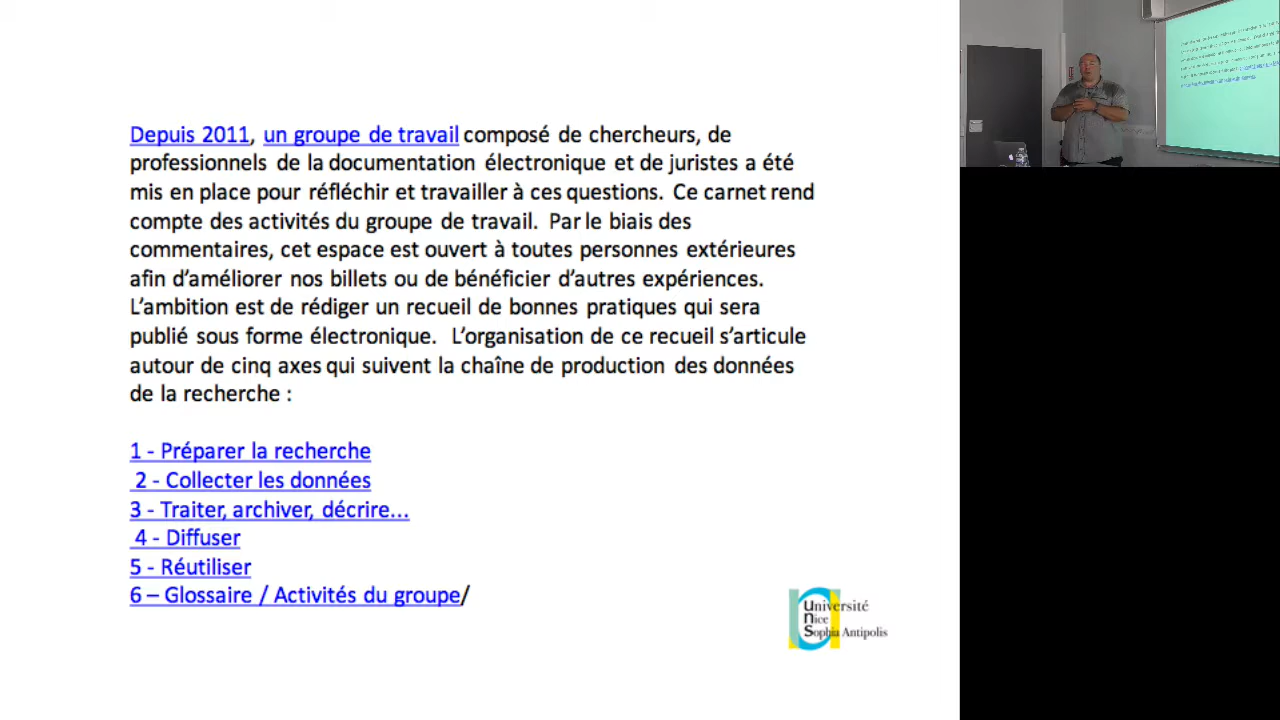 Depuis 2011, un groupe de travail composé de chercheurs, de
professionnels de la documentation électronique et de juristes a été
mis en place pour réfléchir et travailler à ces questions. Ce carnet rend
compte des activités du groupe de travail. Par le biais des
commentaires, cet espace est ouvert à toutes personnes extérieures
afin d’améliorer nos billets ou de bénéficier d’autres expériences.
L’ambition est de rédiger un recueil de bonnes pratiques qui sera
publié sous forme électronique. L’organisation de ce recueil s’articule
autour de cinq axes qui suivent la chaîne de production des données
de la recherche :
1 - Préparer la recherche
2 - Collecter les données
3 - Traiter, archiver, décrire...
4 - Diffuser
5 - Réutiliser
6 – Glossaire / Activités du groupe/
Université
Nice
Sophia Antipolis